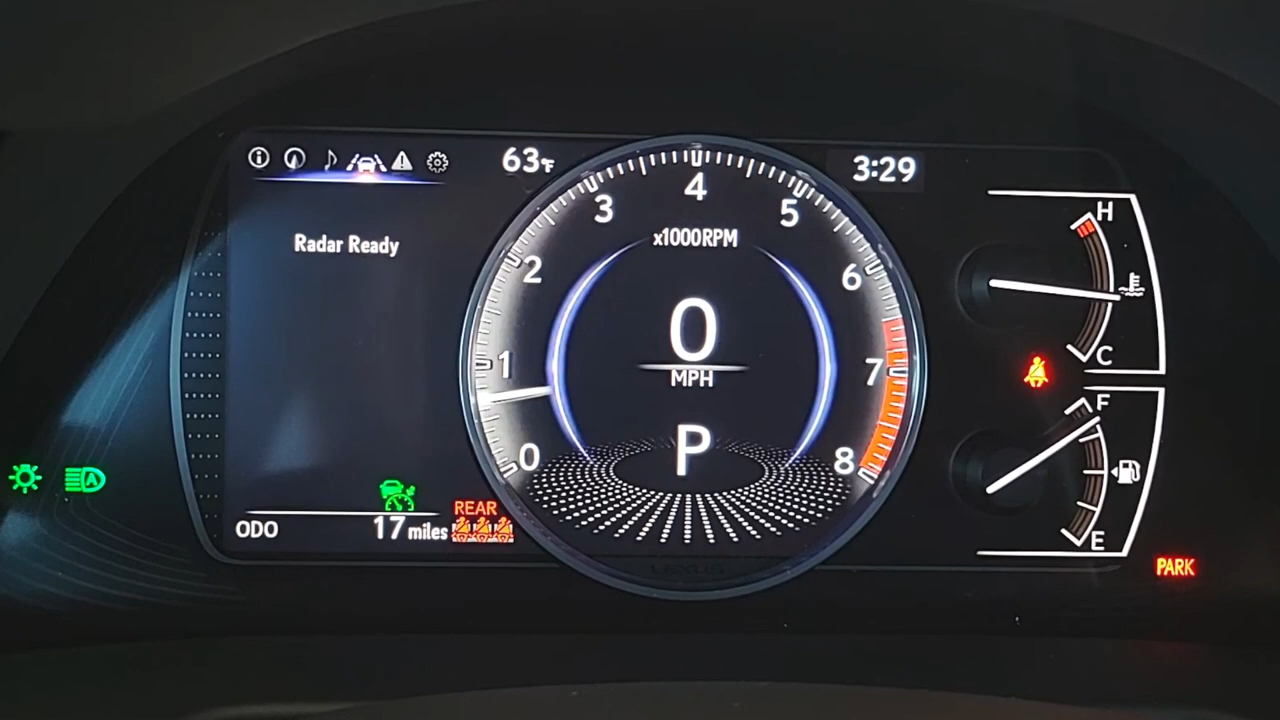 63°F
3:29
Radar Ready
x1000RPM
0
1
2
3
4
5
6
7
8
0
MPH
P
H
C
F
E
A
REAR
ODO 17 miles
PARK
LEXUS